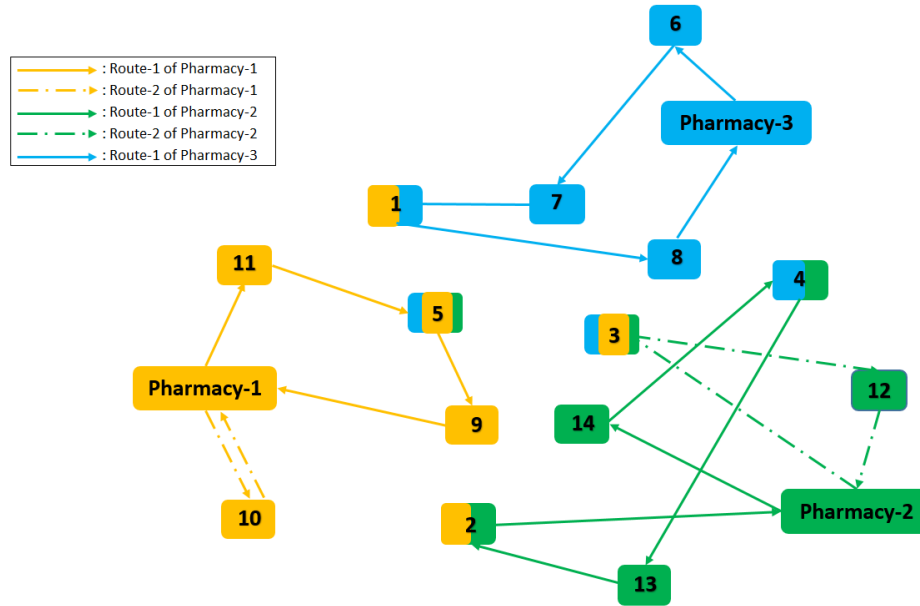 6
: Route-1 of Pharmacy-1
: Route-2 of Pharmacy-1
: Route-1 of Pharmacy-2
: Route-2 of Pharmacy-2
: Route-1 of Pharmacy-3
Pharmacy-3
1
7
8
11
4
5
3
Pharmacy-1
12
9
14
10
2
Pharmacy-2
13